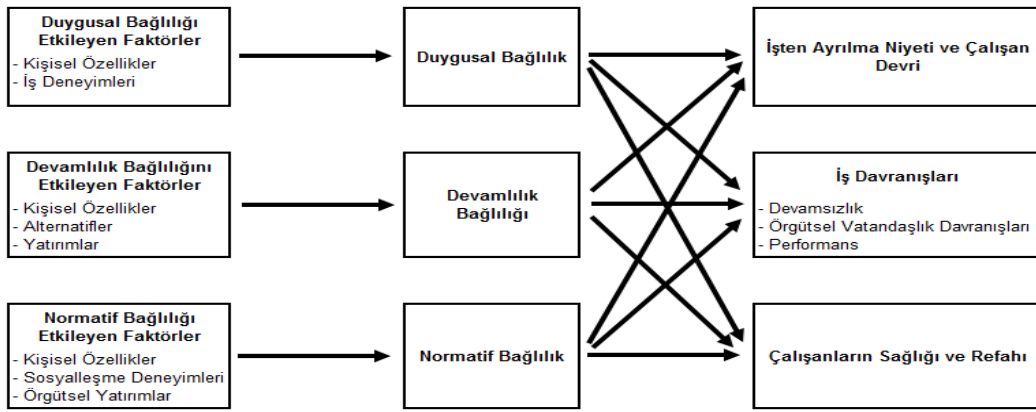 Duygusal Bağlılığı
Etkileyen Faktörler
- Kişisel Özellikler
- İş Deneyimleri
Duygusal Bağlılık
İşten Ayrılma Niyeti ve Çalışan
Devri
Devamlılık Bağlılığını
Etkileyen Faktörler
- Kişisel Özellikler
- Alternatifler
- Yatırımlar
Devamlılık
Bağlılığı
İş Davranışları
- Devamsızlık
- Örgütsel Vatandaşlık Davranışları
- Performans
Normatif Bağlılığı
Etkileyen Faktörler
- Kişisel Özellikler
- Sosyalleşme Deneyimleri
- Örgütsel Yatırımlar
Normatif Bağlılık
Çalışanların Sağlığı ve Refahı